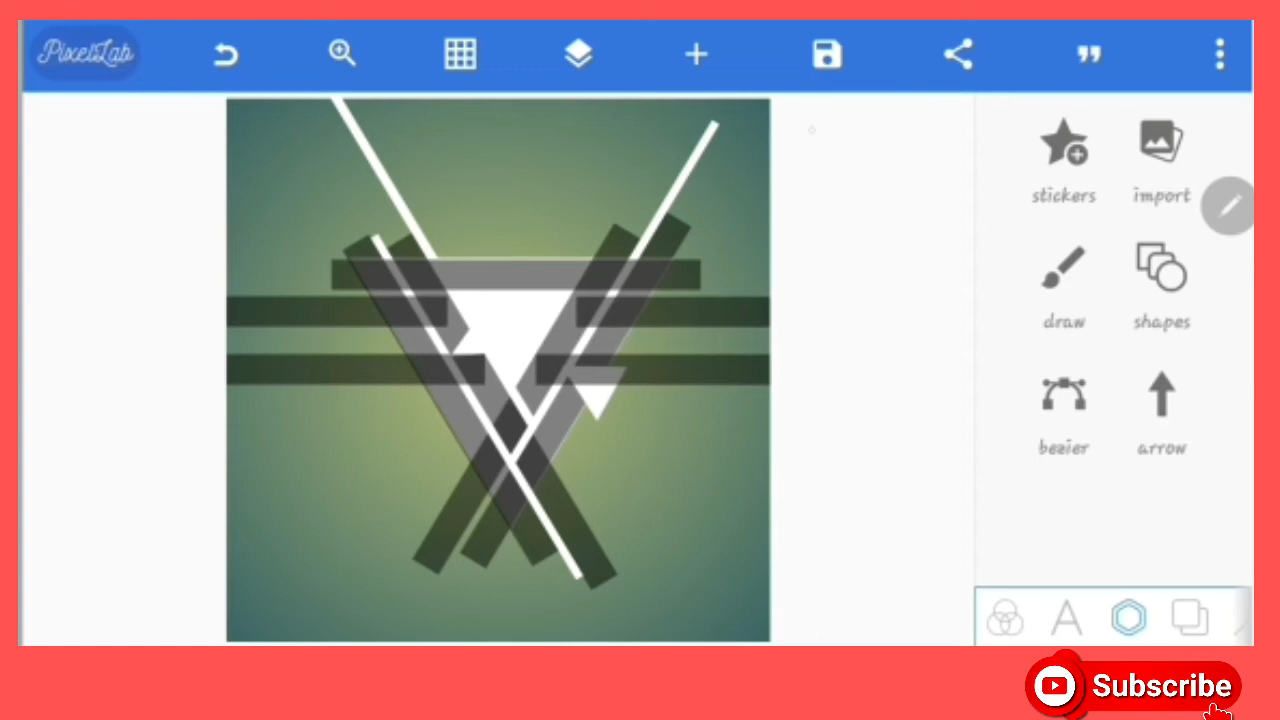 PixelLab
stickers
import
draw
shapes
bezier
arrow
Subscribe